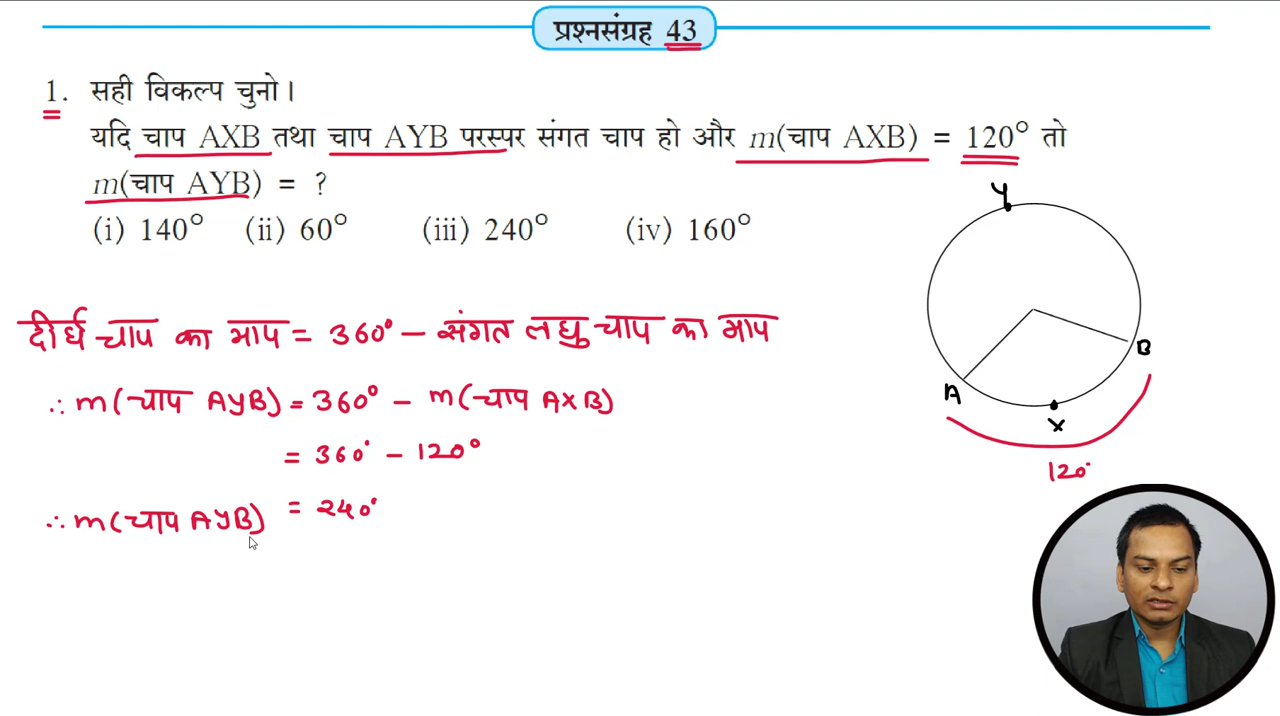 प्रश्नसंग्रह 43
1. सही विकल्प चुनो।
यदि चाप AXB तथा चाप AYB परस्पर संगत चाप हो और m(चाप AXB) = 120° तो
m(चाप AYB) = ?
(i) 140° (ii) 60° (iii) 240° (iv) 160°
दीर्घ चाप का माप = 360° – संगत लघु चाप का माप
∴ m(चाप AYB) = 360° – m(चाप AXB)
= 360° – 120°
∴ m(चाप AYB) = 240°
Y
B
A
X
120°